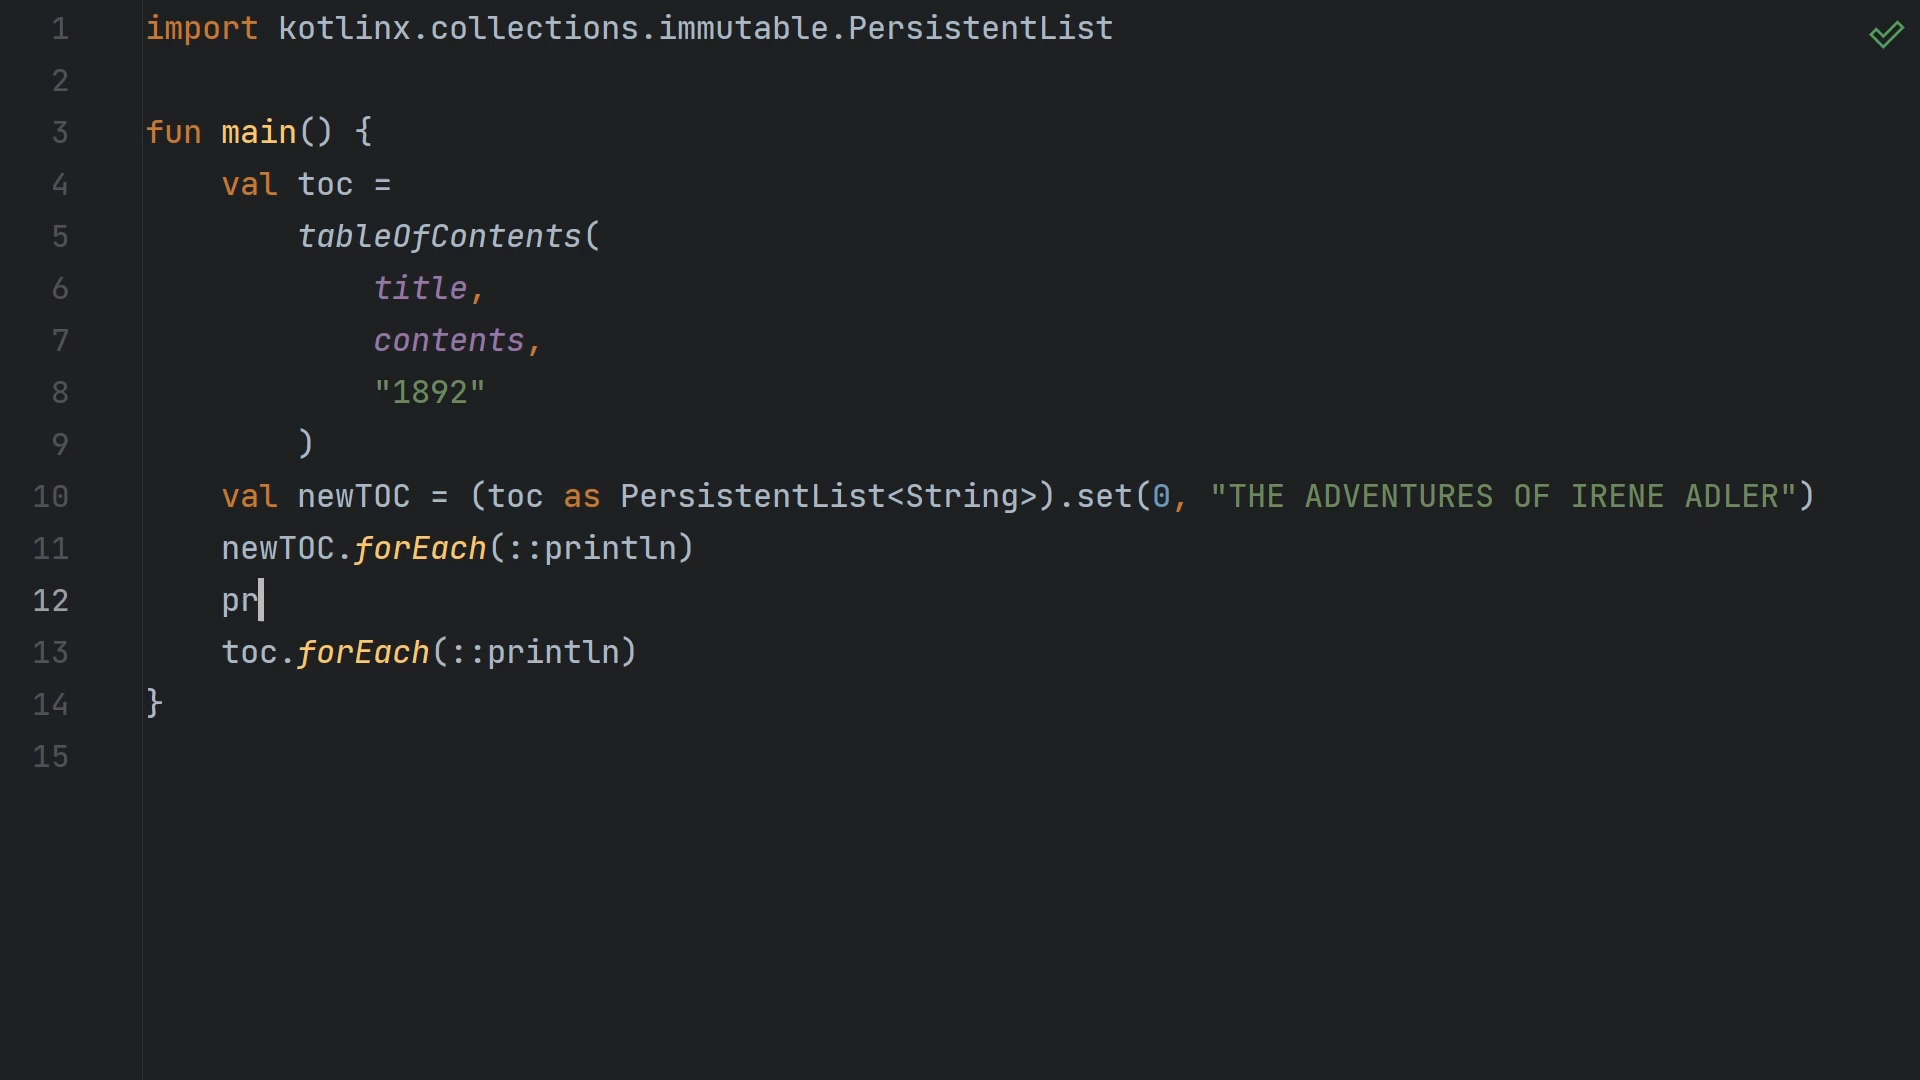 1 import kotlinx.collections.immutable.PersistentList
2
3 fun main() {
4     val toc =
5         tableOfContents(
6             title,
7             contents,
8             "1892"
9         )
10     val newTOC = (toc as PersistentList<String>).set(0, "THE ADVENTURES OF IRENE ADLER")
11     newTOC.forEach(::println)
12     pr
13     toc.forEach(::println)
14 }
15